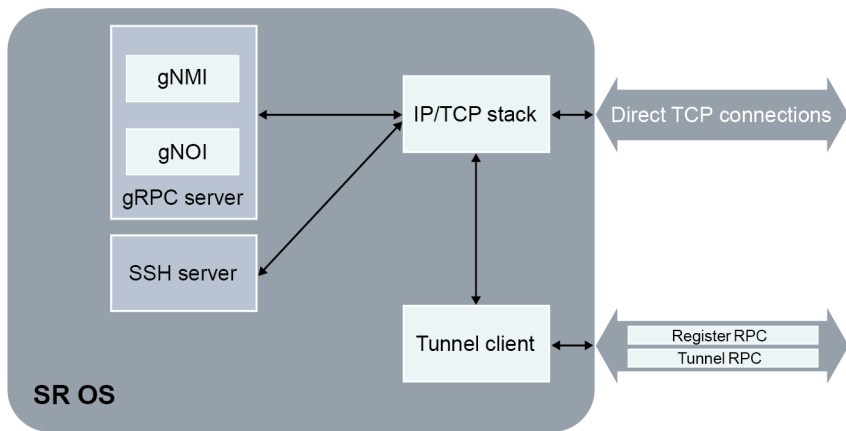 gNMI
gNOI
gRPC server
SSH server
IP/TCP stack
Direct TCP connections
Tunnel client
Register RPC
Tunnel RPC
SR OS